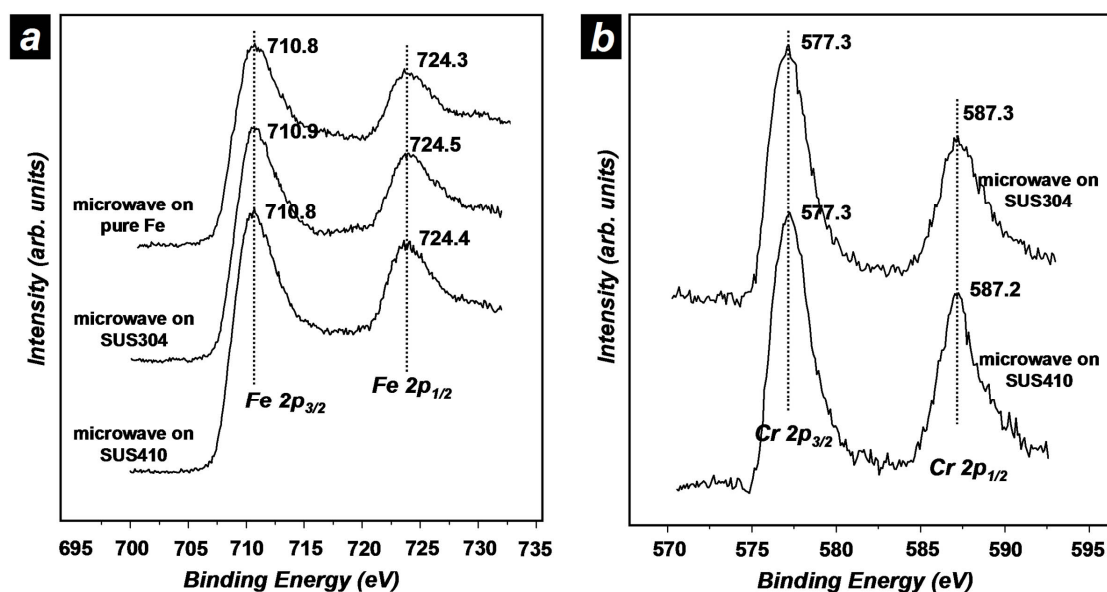 a
710.8
724.3
710.9
724.5
microwave on
pure Fe
710.8
724.4
microwave on
SUS304
Fe 2p3/2
Fe 2p1/2
microwave on
SUS410
Intensity (arb. units)
695 700 705 710 715 720 725 730 735
Binding Energy (eV)
b
577.3
587.3
microwave on
SUS304
577.3
587.2
microwave on
SUS410
Cr 2p3/2
Cr 2p1/2
Intensity (arb. units)
570 575 580 585 590 595
Binding Energy (eV)